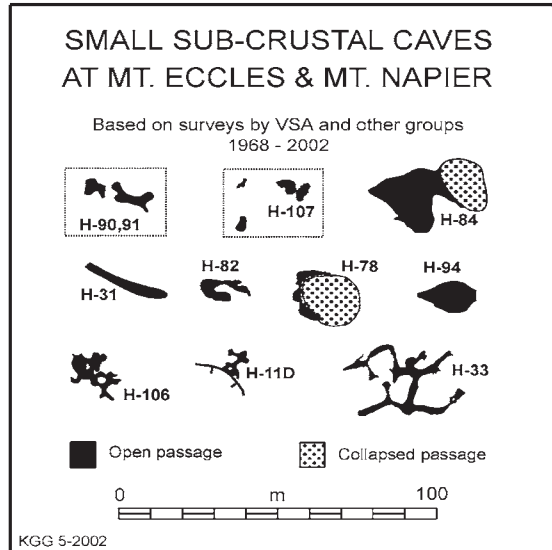 SMALL SUB-CRUSTAL CAVES
AT MT. ECCLES & MT. NAPIER
Based on surveys by VSA and other groups
1968 - 2002
H-90,91
H-107
H-84
H-31
H-82
H-78
H-94
H-106
H-11D
H-33
Open passage
Collapsed passage
0 m 100
KGG 5-2002